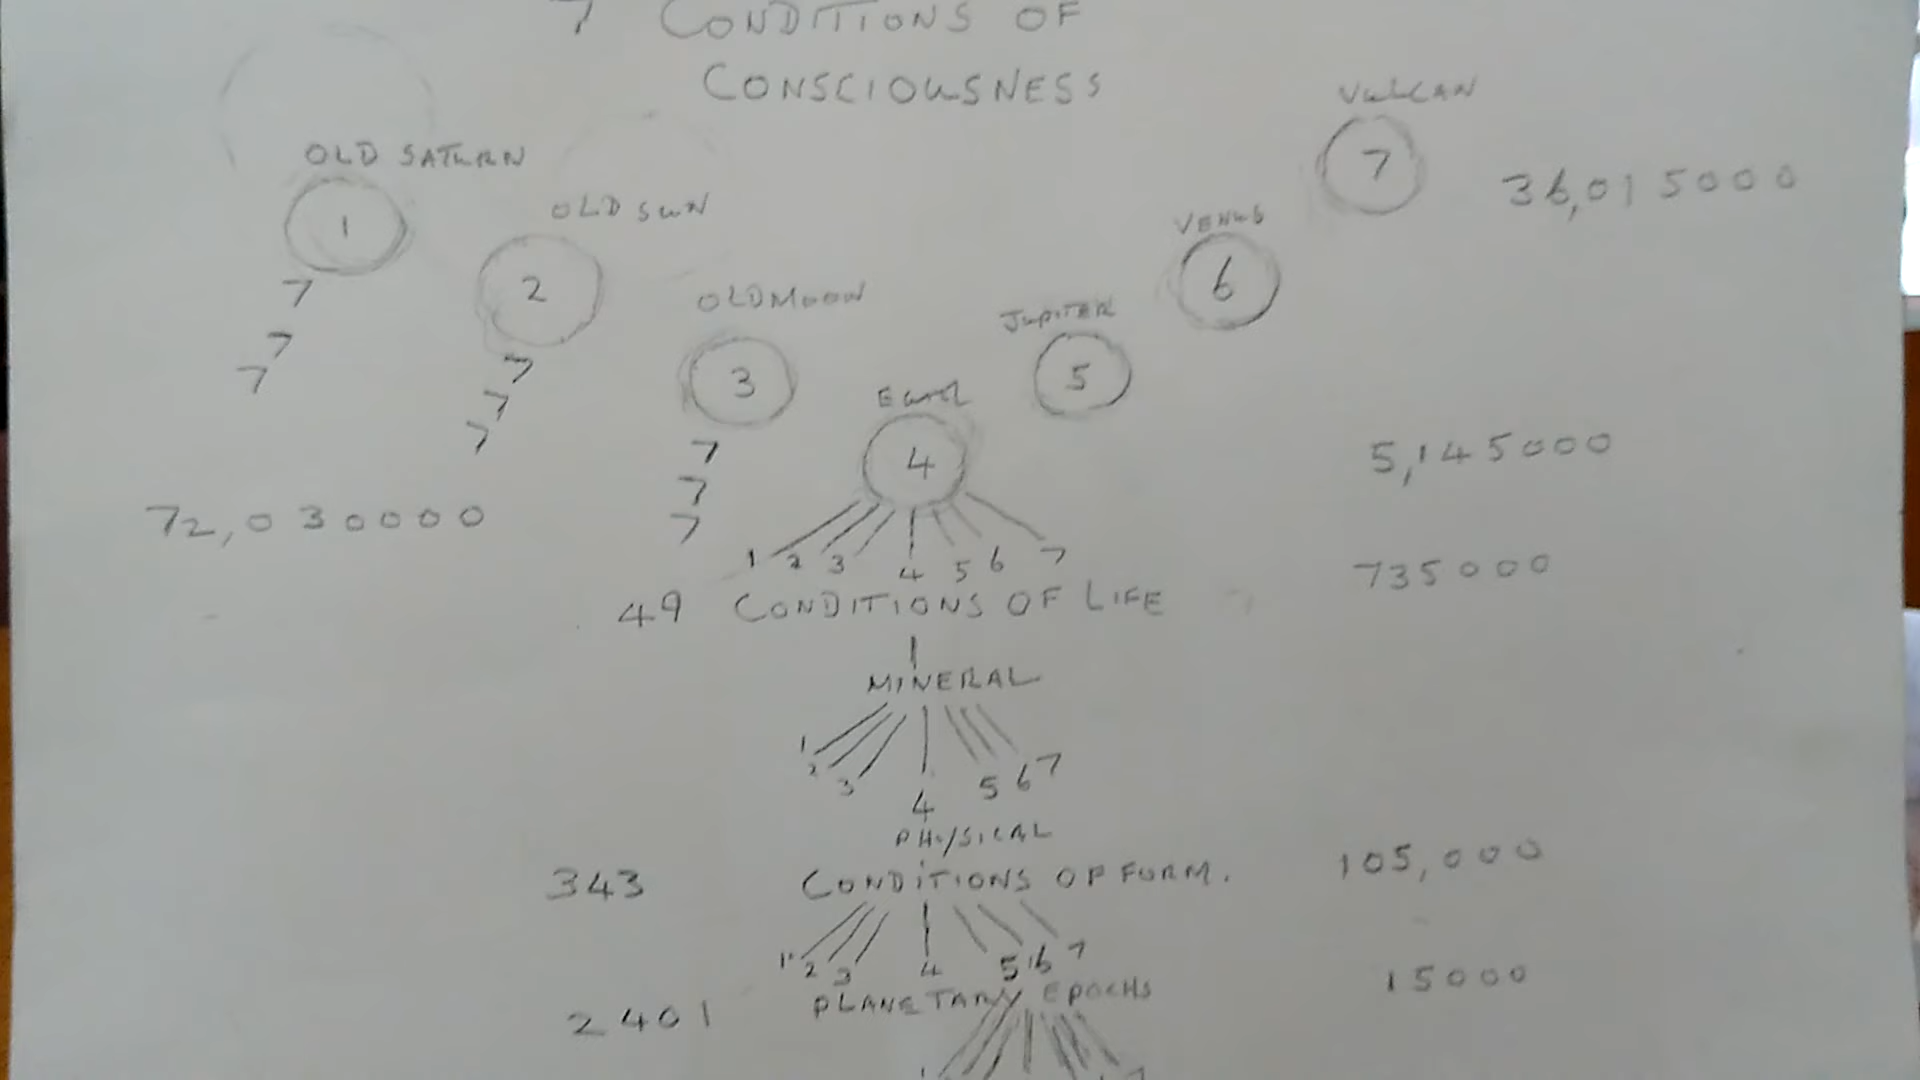 7 CONDITIONS OF
CONSCIOUSNESS
VULCAN
7
36,015000
OLD SATURN
1
7
7
7
OLD SUN
2
7
7
7
VENUS
6
OLD MOON
3
7
7
7
JUPITER
5
4
5,145000
72,030000
1 2 3 4 5 6 7
735000
49 CONDITIONS OF LIFE
MINERAL
1 2 3 4 5 6 7
PHYSICAL
343 CONDITIONS OF FORM. 105,000
1 2 3 4 5 6 7
2401 PLANETARY EPOCHS 15000